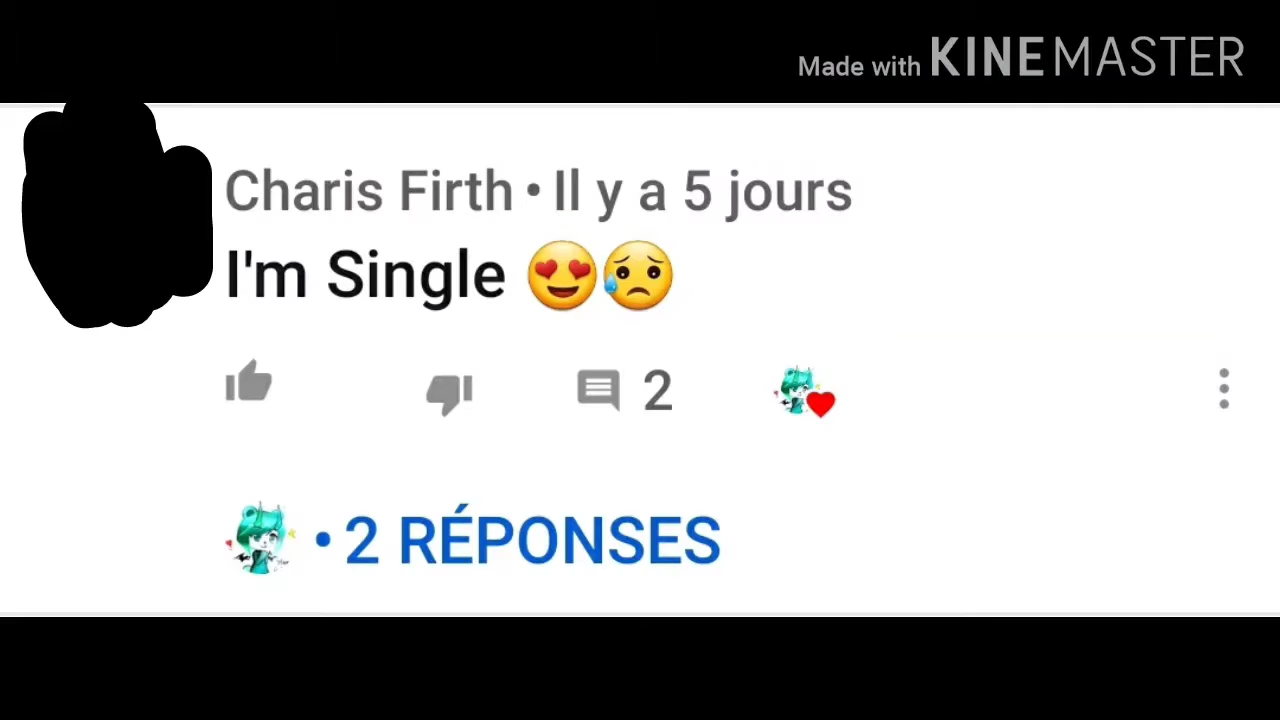 Made with KINEMASTER
Charis Firth • Il y a 5 jours
I'm Single 😍😥
2
• 2 RÉPONSES